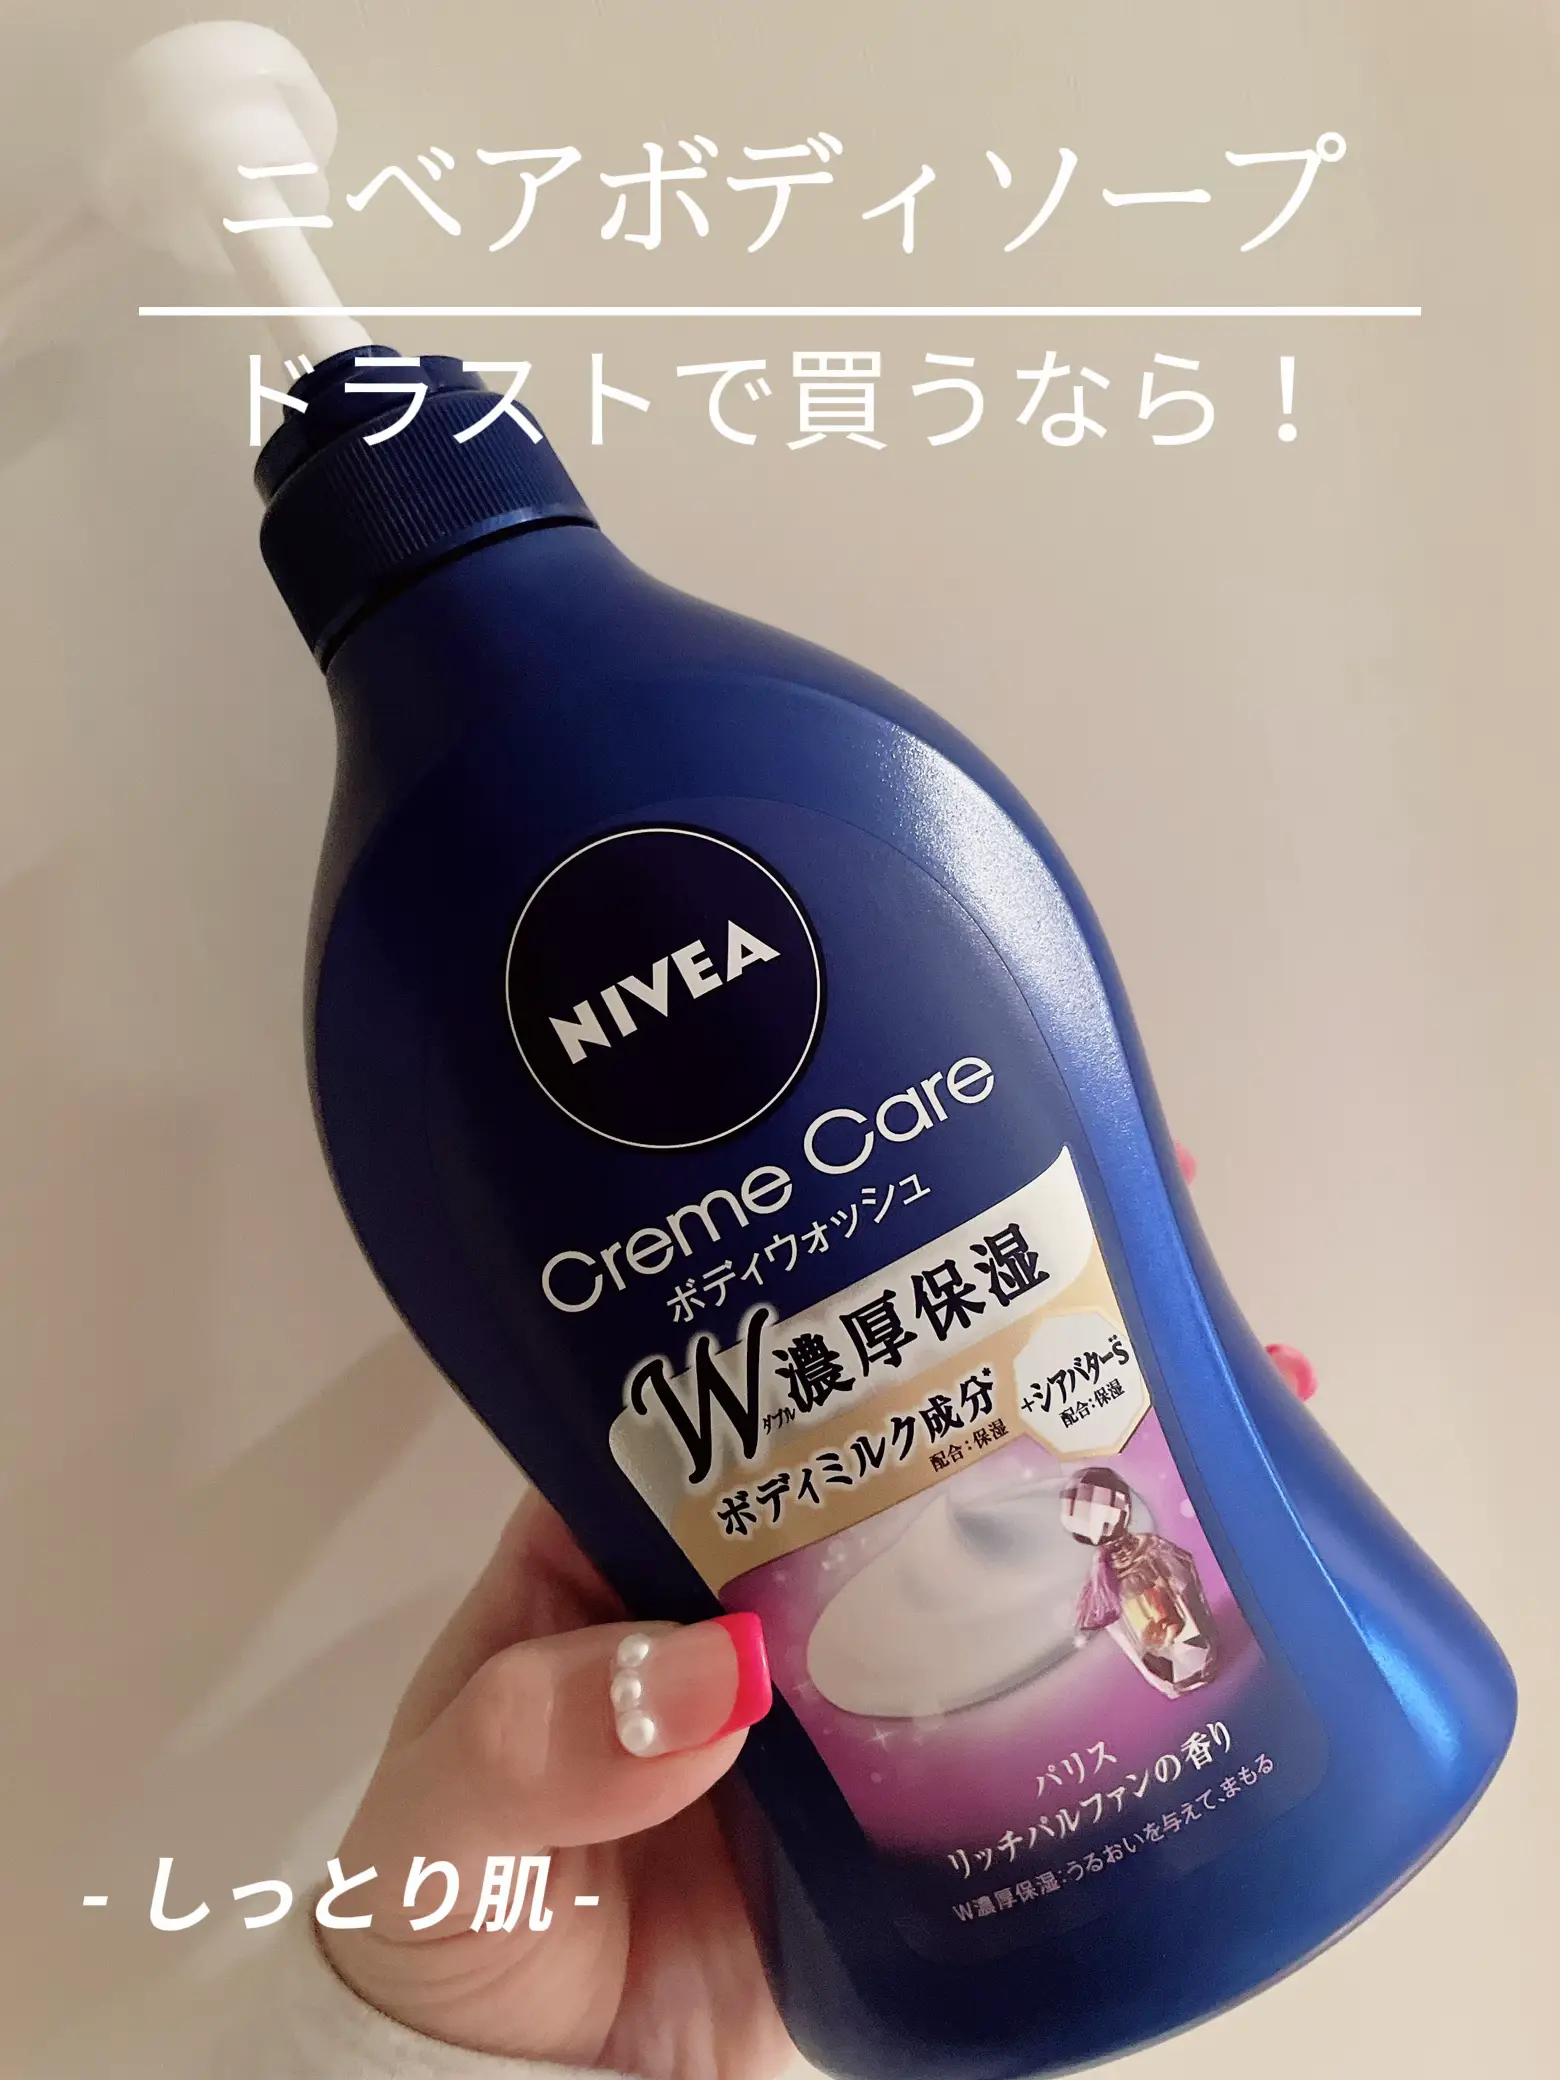 ニベアボディソープ
ドラストで買うなら！
NIVEA
Creme Care
ボディウォッシュ
W濃厚保湿
ダブル
ボディミルク成分*
配合：保湿
+シアバターS
配合：保湿
パリス
リッチパルファンの香り
W濃厚保湿：うるおいを与えて、まもる
- しっとり肌 -